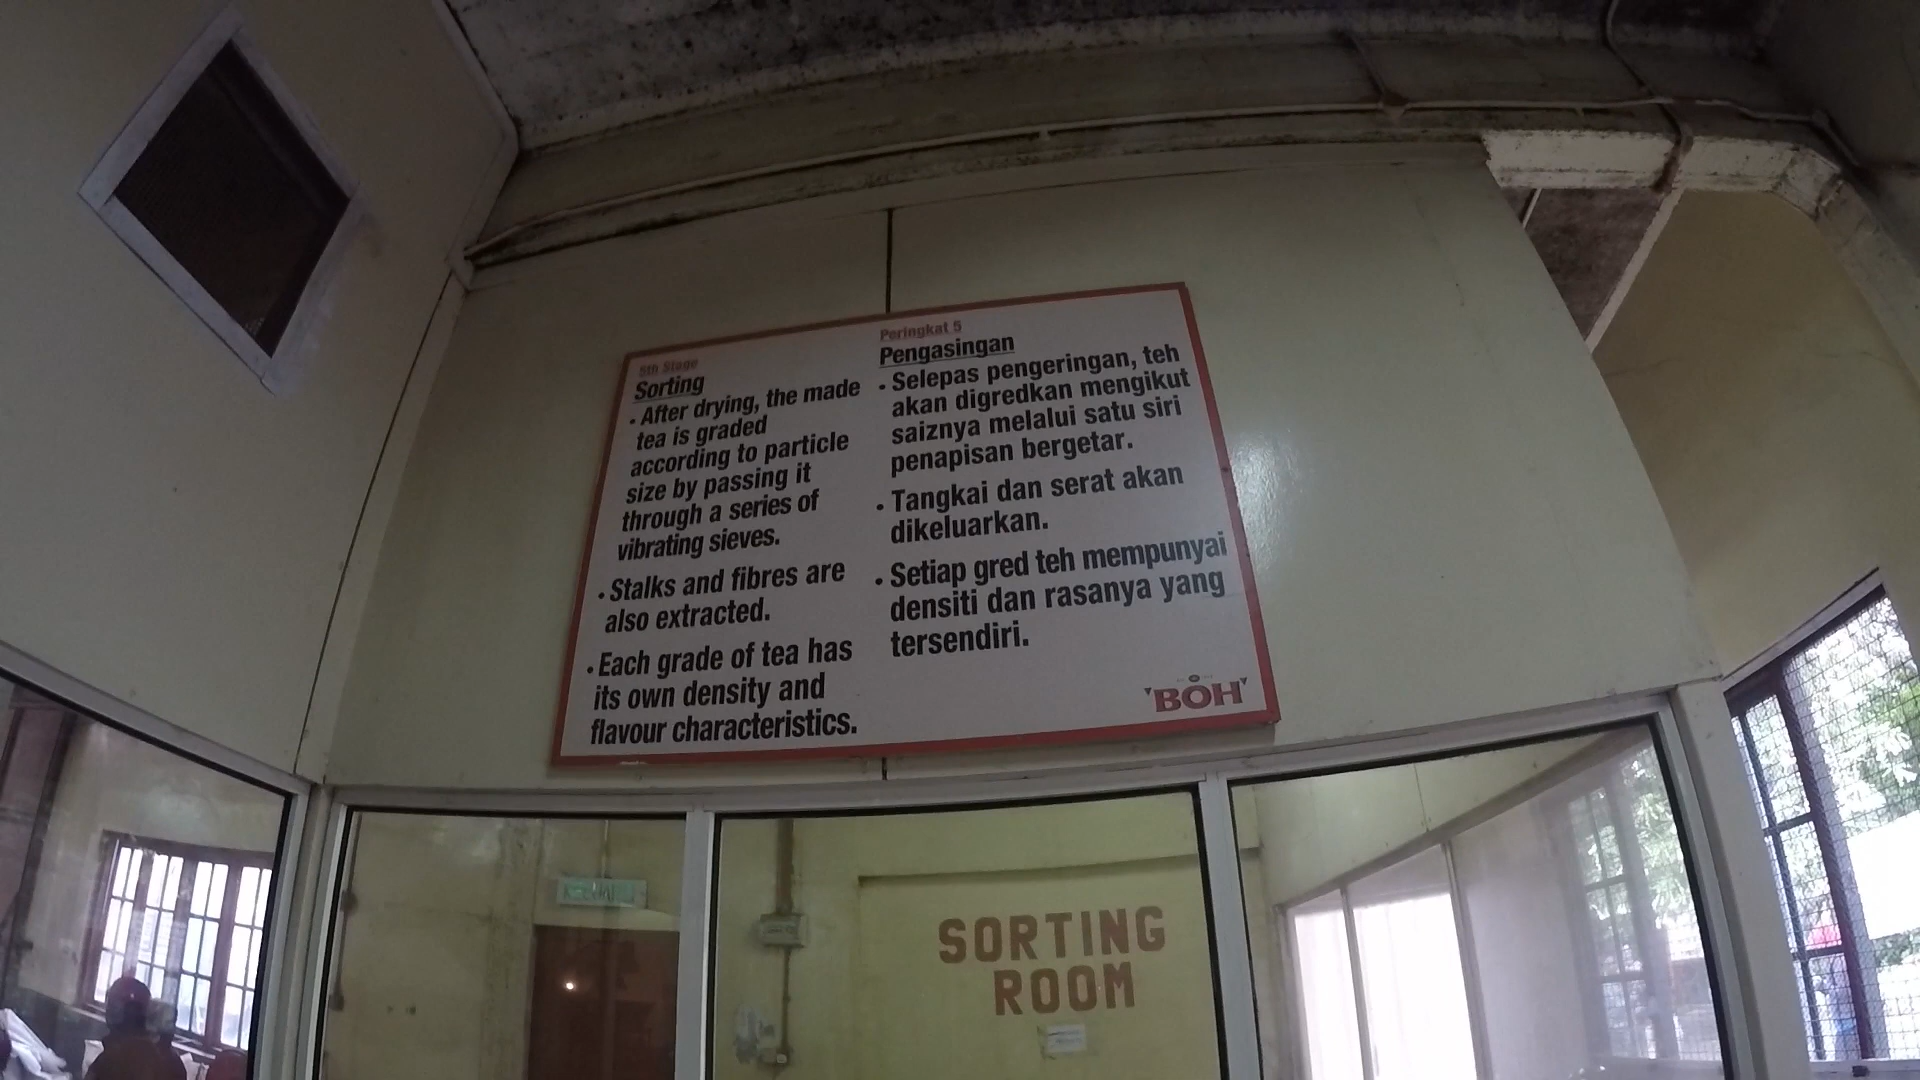 5th Stage
Sorting
• After drying, the made
tea is graded
according to particle
size by passing it
through a series of
vibrating sieves.
• Stalks and fibres are
also extracted.
• Each grade of tea has
its own density and
flavour characteristics.
Peringkat 5
Pengasingan
• Selepas pengeringan, teh
akan digredkan mengikut
saiznya melalui satu siri
penapisan bergetar.
• Tangkai dan serat akan
dikeluarkan.
• Setiap gred teh mempunyai
densiti dan rasanya yang
tersendiri.
BOH
KELUAR
SORTING
ROOM